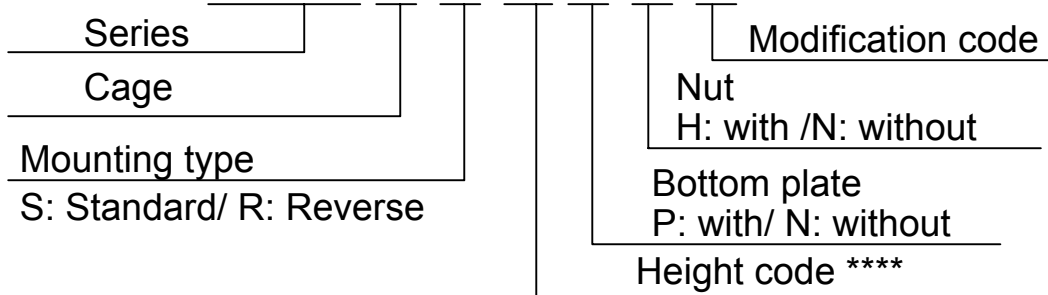 Series
Modification code
Cage
Nut
H: with /N: without
Mounting type
S: Standard/ R: Reverse
Bottom plate
P: with/ N: without
Height code ****